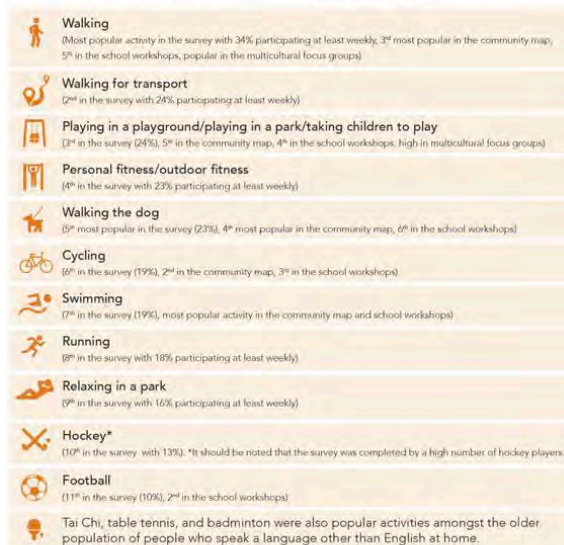 Walking
(Most popular activity in the survey with 34% participating at least weekly, 3rd most popular in the community map,
5th in the school workshops, popular in the multicultural focus groups)
Walking for transport
(2nd in the survey with 24% participating at least weekly)
Playing in a playground/playing in a park/taking children to play
(3rd in the survey (24%), 5th in the community map, 4th in the school workshops, high in multicultural focus groups)
Personal fitness/outdoor fitness
(4th in the survey with 23% participating at least weekly)
Walking the dog
(5th most popular in the survey (23%), 4th most popular in the community map, 6th in the school workshops)
Cycling
(6th in the survey (19%), 2nd in the community map, 3rd in the school workshops)
Swimming
(7th in the survey (19%), most popular activity in the community map and school workshops)
Running
(8th in the survey with 18% participating at least weekly)
Relaxing in a park
(9th in the survey with 16% participating at least weekly)
Hockey*
(10th in the survey with 13%). *It should be noted that the survey was completed by a high number of hockey players.
Football
(11th in the survey (10%), 2nd in the school workshops)
Tai Chi, table tennis, and badminton were also popular activities amongst the older
population of people who speak a language other than English at home.